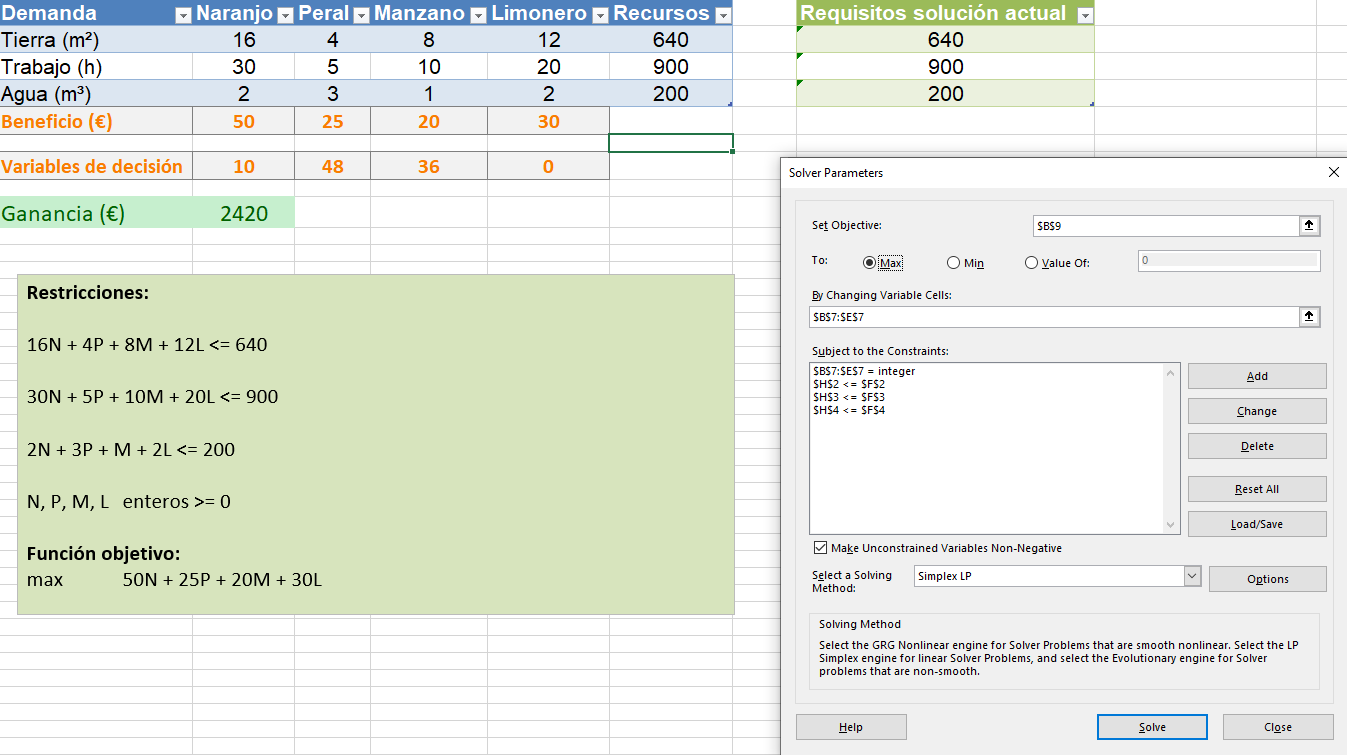 Demanda Naranjo Peral Manzano Limonero Recursos
Tierra (m²) 16 4 8 12 640
Trabajo (h) 30 5 10 20 900
Agua (m³) 2 3 1 2 200
Beneficio (€) 50 25 20 30
Variables de decisión 10 48 36 0
Ganancia (€) 2420
Requisitos solución actual
640
900
200
Restricciones:
16N + 4P + 8M + 12L <= 640
30N + 5P + 10M + 20L <= 900
2N + 3P + M + 2L <= 200
N, P, M, L enteros >= 0
Función objetivo:
max 50N + 25P + 20M + 30L
Solver Parameters
Set Objective: $B$9
To: Max Min Value Of: 0
By Changing Variable Cells:
$B$7:$E$7
Subject to the Constraints:
$B$7:$E$7 = integer
$H$2 <= $F$2
$H$3 <= $F$3
$H$4 <= $F$4
Add
Change
Delete
Reset All
Load/Save
Make Unconstrained Variables Non-Negative
Select a Solving
Method:
Simplex LP
Options
Solving Method
Select the GRG Nonlinear engine for Solver Problems that are smooth nonlinear. Select the LP
Simplex engine for linear Solver Problems, and select the Evolutionary engine for Solver
problems that are non-smooth.
Help Solve Close